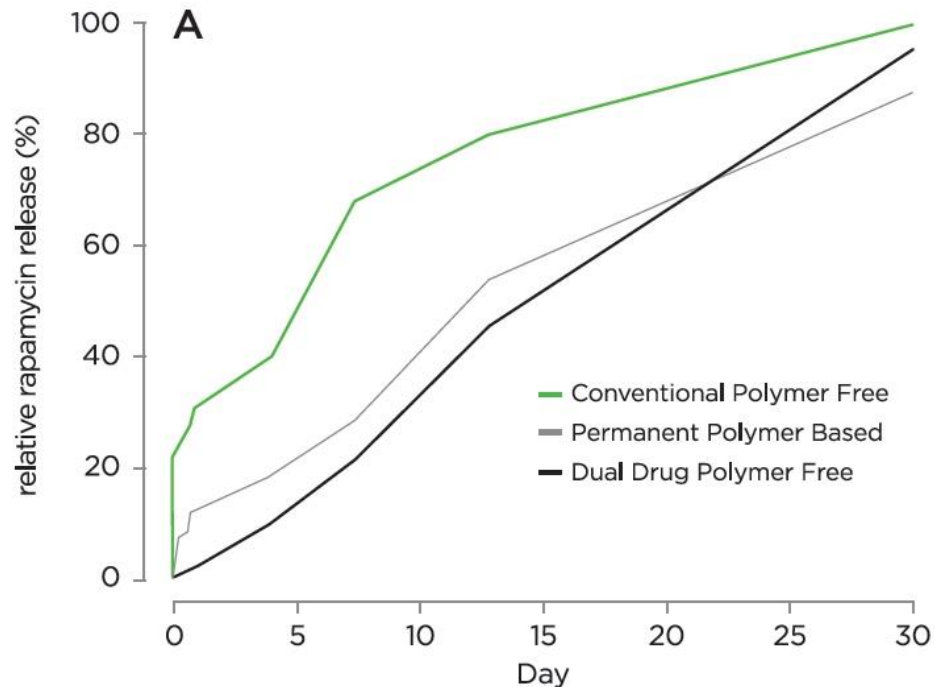 A
100
80
60
40
20
0
relative rapamycin release (%)
Conventional Polymer Free
Permanent Polymer Based
Dual Drug Polymer Free
0 5 10 15 20 25 30
Day